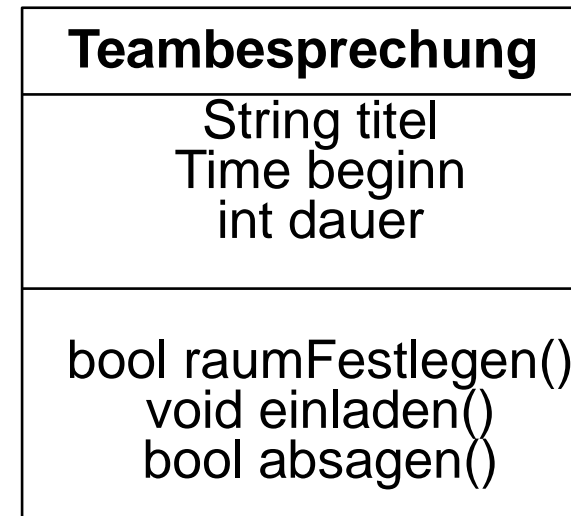 Teambesprechung
String titel
Time beginn
int dauer
bool raumFestlegen()
void einladen()
bool absagen()